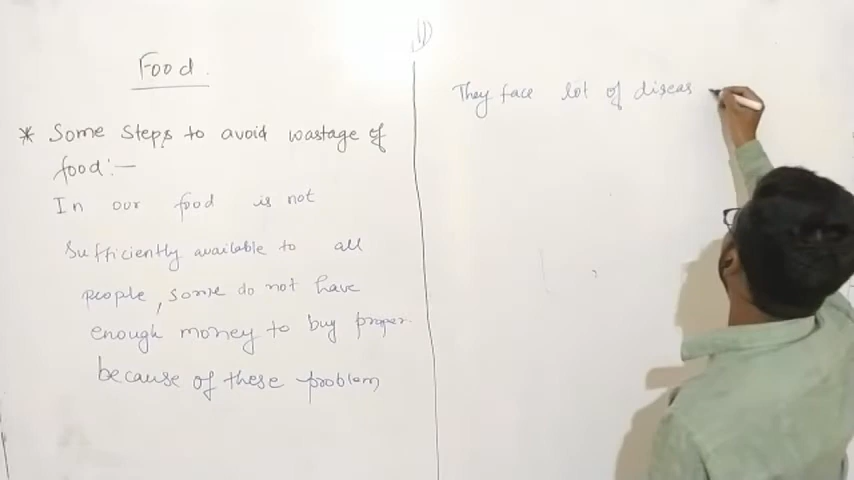 Food.
* Some Steps to avoid wastage of
food:—
In our food is not
Sufficiently available to all
people, some do not have
enough money to buy proper.
because of these problem
They face lot of diseas